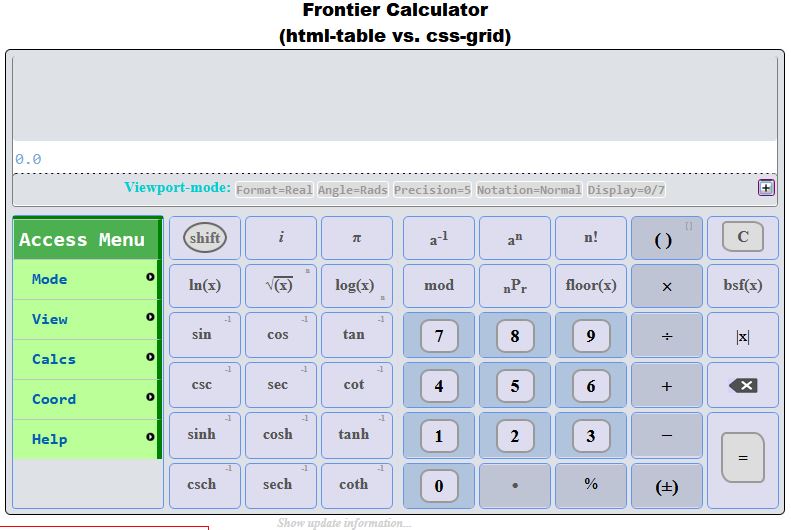 Frontier Calculator
(html-table vs. css-grid)
0.0
Viewport-mode: Format=Real Angle=Rads Precision=5 Notation=Normal Display=0/7 +
Access Menu
Mode
View
Calcs
Coord
Help
shift i π a-1 an n! ( ) [] C
ln(x) √(x) n log(x) n mod nPr floor(x) × bsf(x)
sin -1 cos -1 tan -1 7 8 9 ÷ |x|
csc -1 sec -1 cot -1 4 5 6 +
sinh -1 cosh -1 tanh -1 1 2 3 − =
csch -1 sech -1 coth -1 0 • % (±)
Show update information...